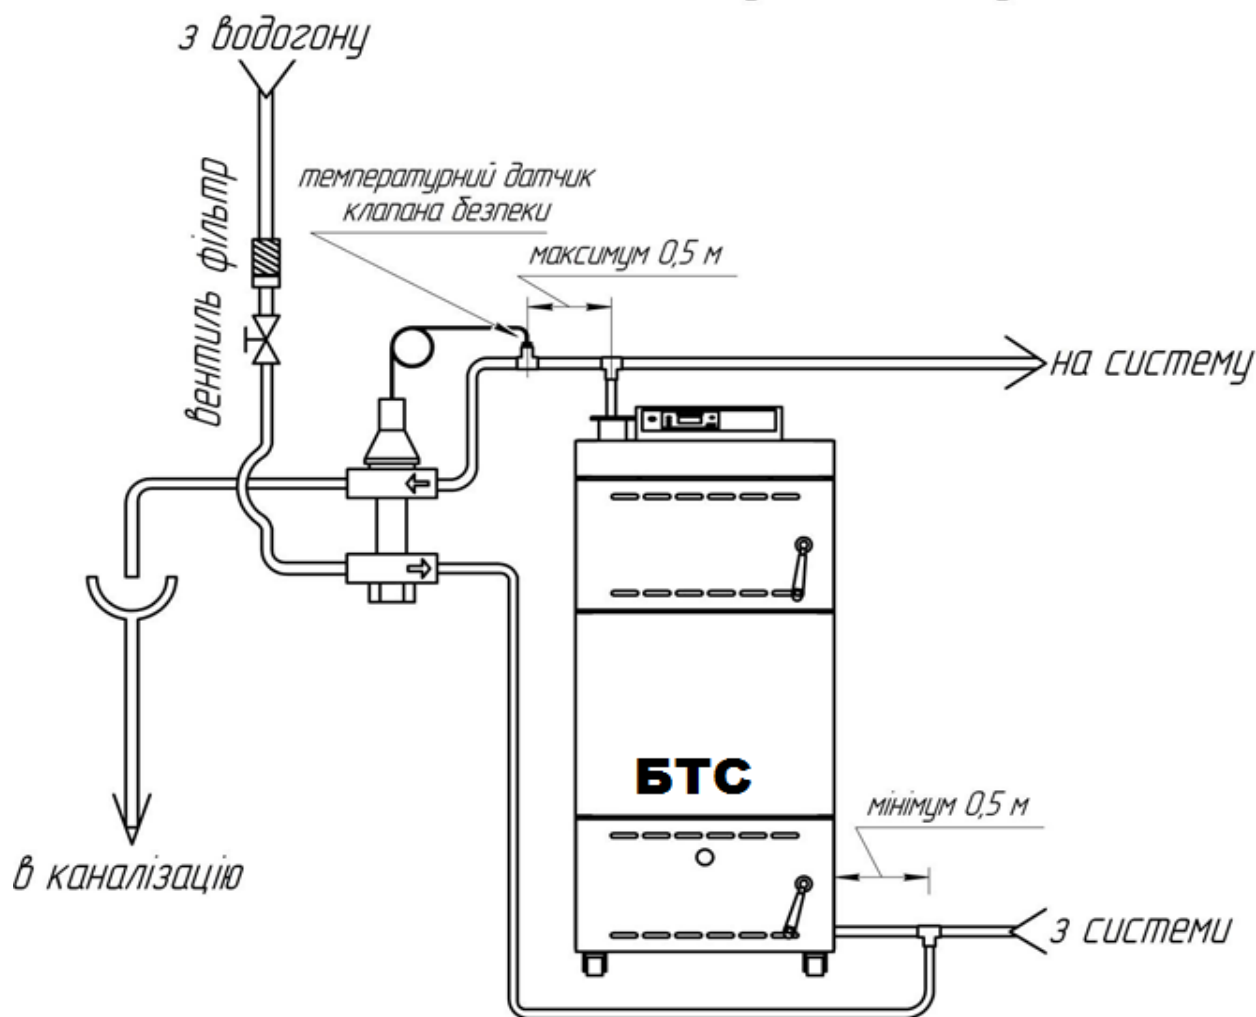 з водогону
температурний датчик
клапана безпеки
вентиль фільтр
максимум 0,5 м
на систему
БТС
мінімум 0,5 м
в каналізацію
з системи